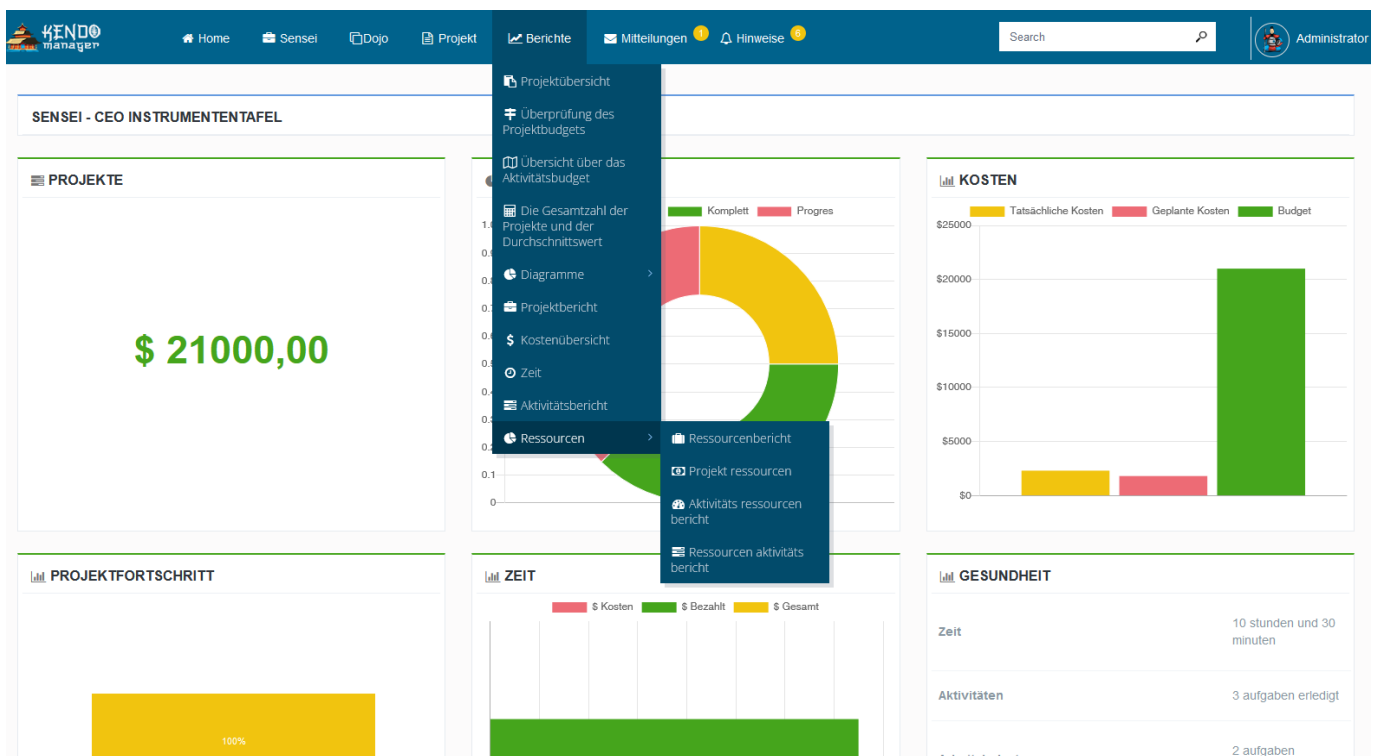 KENDO
manager
Home
Sensei
Dojo
Projekt
Berichte
Mitteilungen 1
Hinweise 6
Search
Administrator
Projektübersicht
Überprüfung des
Projektbudgets
Übersicht über das
Aktivitätsbudget
Die Gesamtzahl der
Projekte und der
Durchschnittswert
Diagramme
Projektbericht
$ Kostenübersicht
Zeit
Aktivitätsbericht
Ressourcen
Ressourcenbericht
Projekt ressourcen
Aktivitäts ressourcen
bericht
Ressourcen aktivitäts
bericht
SENSEI - CEO INSTRUMENTENTAFEL
PROJEKTE
$ 21000,00
Komplett Progres
0.1
0
KOSTEN
Tatsächliche Kosten Geplante Kosten Budget
$25000
$20000
$15000
$10000
$5000
$0
PROJEKTFORTSCHRITT
100%
ZEIT
$ Kosten $ Bezahlt $ Gesamt
GESUNDHEIT
Zeit
10 stunden und 30
minuten
Aktivitäten
3 aufgaben erledigt
2 aufgaben